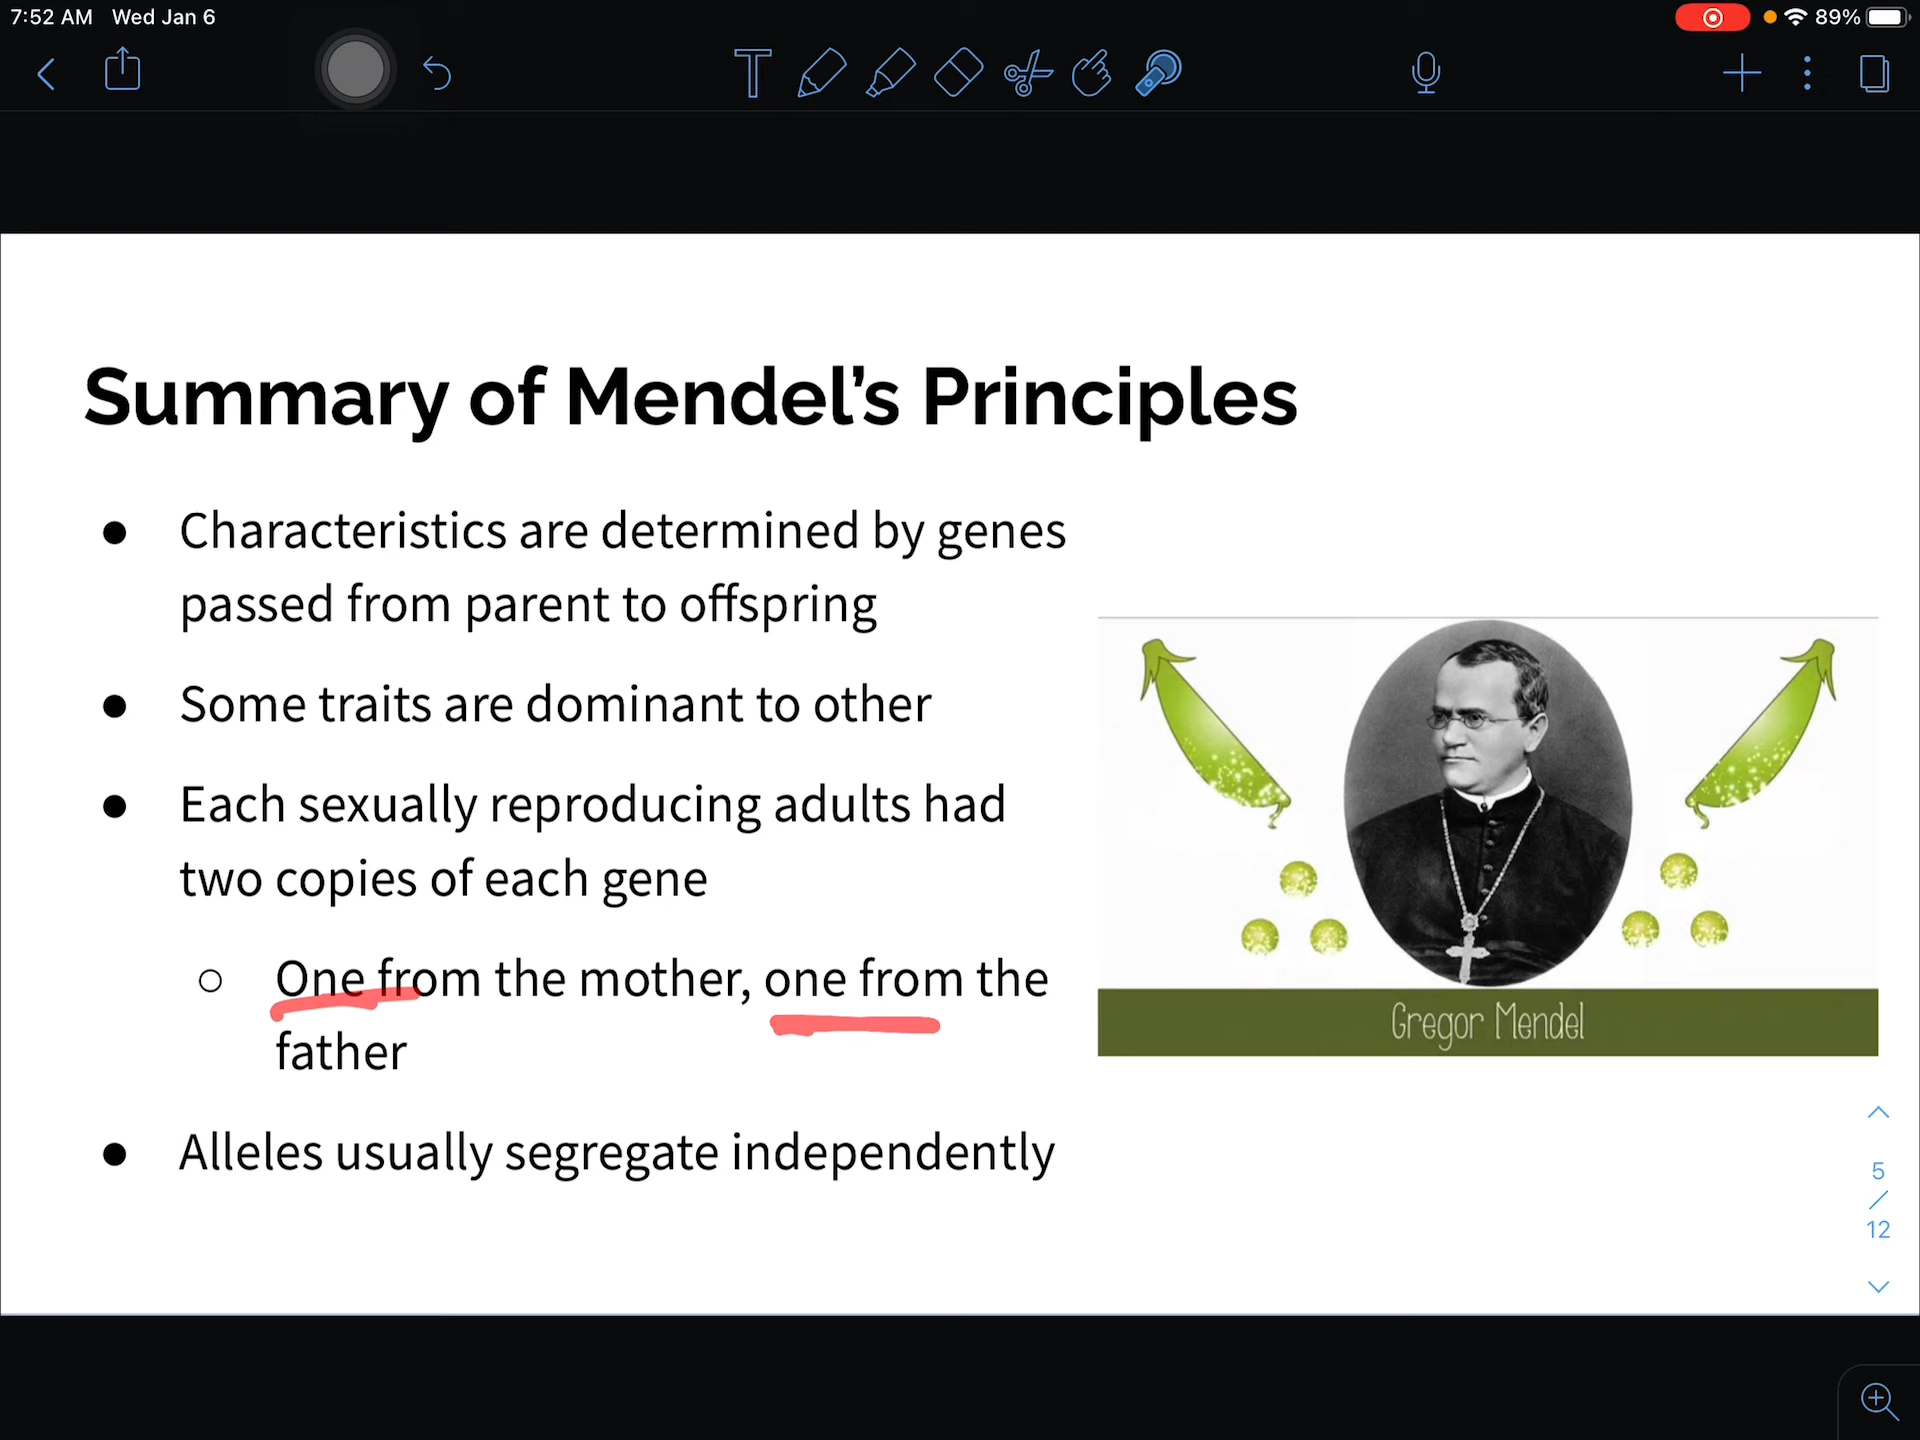 7:52 AM Wed Jan 6
89%
T
Summary of Mendel's Principles
● Characteristics are determined by genes
passed from parent to offspring
● Some traits are dominant to other
● Each sexually reproducing adults had
two copies of each gene
○ One from the mother, one from the
father
● Alleles usually segregate independently
Gregor Mendel
5
/
12